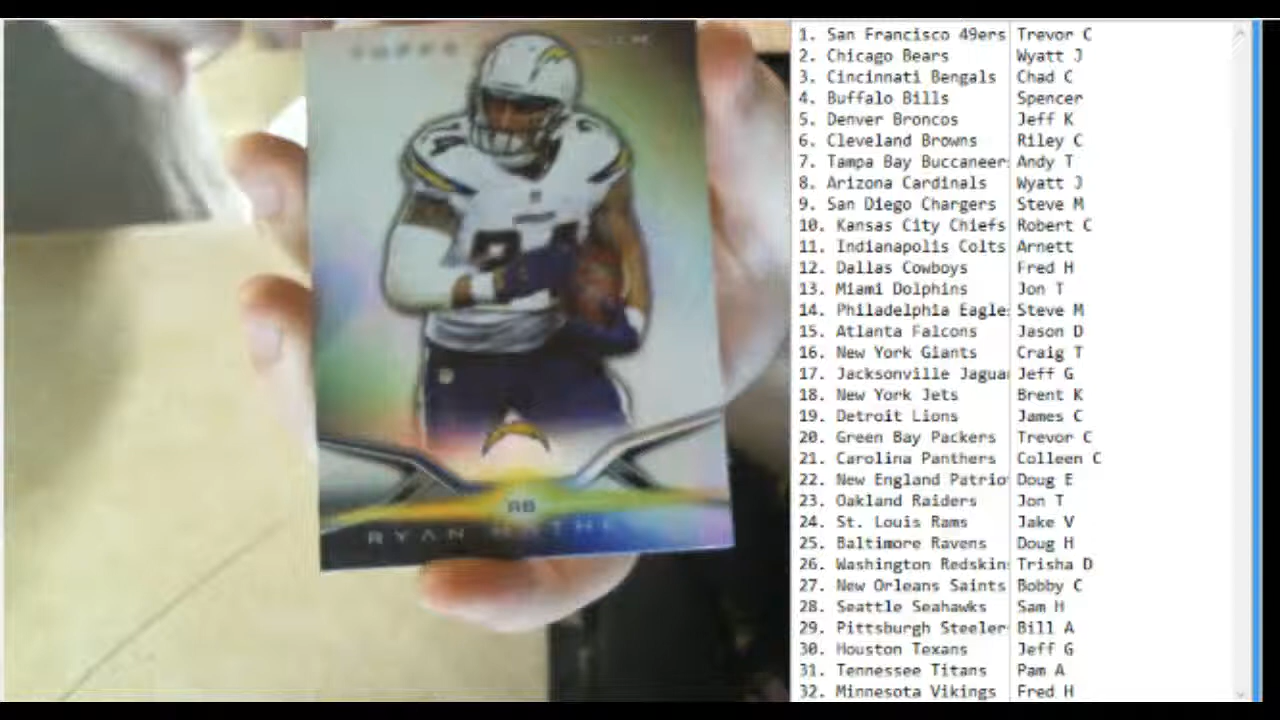 TOPPS
RB
RYAN
1. San Francisco 49ers Trevor C
2. Chicago Bears Wyatt J
3. Cincinnati Bengals Chad C
4. Buffalo Bills Spencer
5. Denver Broncos Jeff K
6. Cleveland Browns Riley C
7. Tampa Bay Buccaneer Andy T
8. Arizona Cardinals Wyatt J
9. San Diego Chargers Steve M
10. Kansas City Chiefs Robert C
11. Indianapolis Colts Arnett
12. Dallas Cowboys Fred H
13. Miami Dolphins Jon T
14. Philadelphia Eagle Steve M
15. Atlanta Falcons Jason D
16. New York Giants Craig T
17. Jacksonville Jagua Jeff G
18. New York Jets Brent K
19. Detroit Lions James C
20. Green Bay Packers Trevor C
21. Carolina Panthers Colleen C
22. New England Patrio Doug E
23. Oakland Raiders Jon T
24. St. Louis Rams Jake V
25. Baltimore Ravens Doug H
26. Washington Redskin Trisha D
27. New Orleans Saints Bobby C
28. Seattle Seahawks Sam H
29. Pittsburgh Steeler Bill A
30. Houston Texans Jeff G
31. Tennessee Titans Pam A
32. Minnesota Vikings Fred H